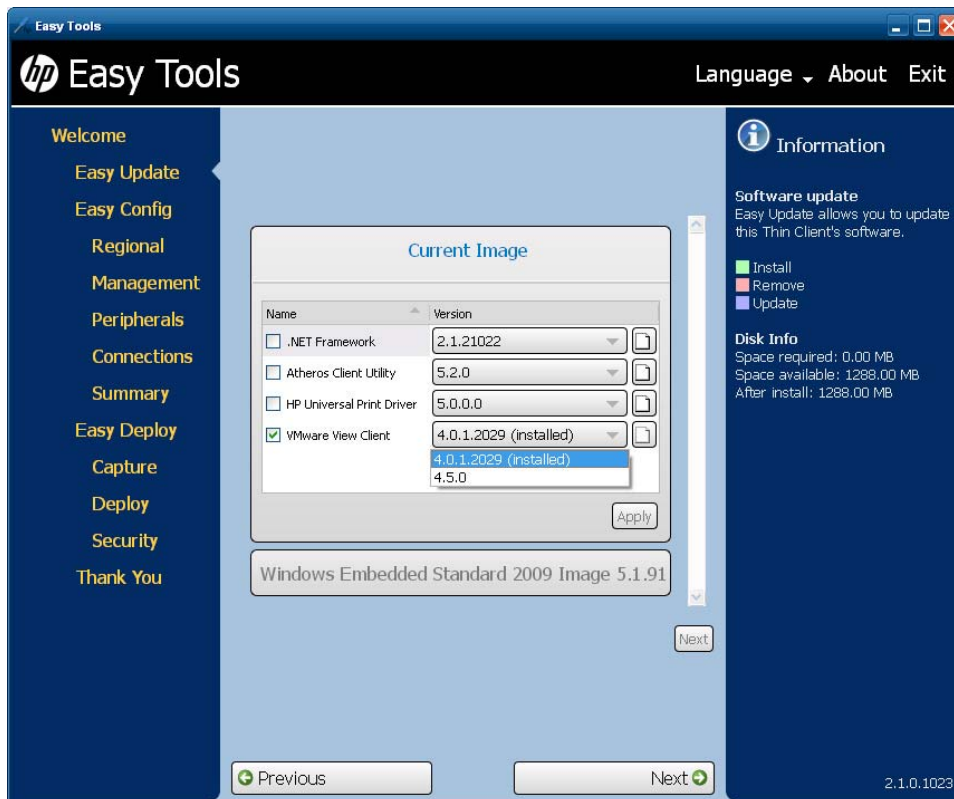 Easy Tools
hp Easy Tools
Language About Exit
Welcome
Easy Update
Easy Config
Regional
Management
Peripherals
Connections
Summary
Easy Deploy
Capture
Deploy
Security
Thank You
Current Image
Name Version
.NET Framework 2.1.21022
Atheros Client Utility 5.2.0
HP Universal Print Driver 5.0.0.0
VMware View Client 4.0.1.2029 (installed)
4.0.1.2029 (installed)
4.5.0
Apply
Windows Embedded Standard 2009 Image 5.1.91
Next
Previous
Next
Information
Software update
Easy Update allows you to update
this Thin Client's software.
Install
Remove
Update
Disk Info
Space required: 0.00 MB
Space available: 1288.00 MB
After install: 1288.00 MB
2.1.0.1023